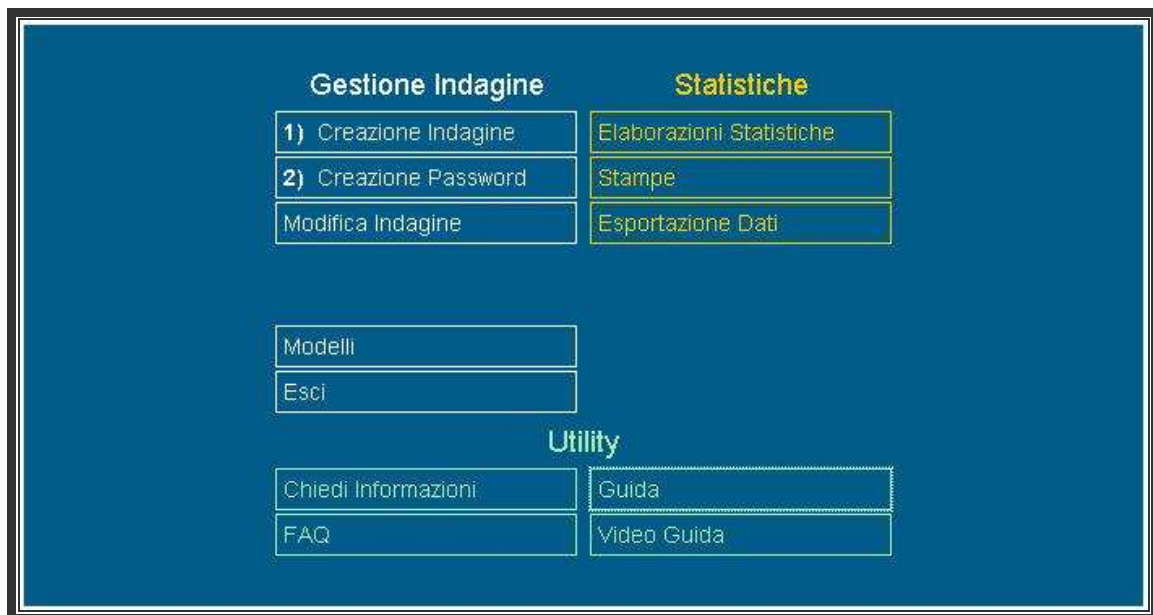 Gestione Indagine
1) Creazione Indagine
2) Creazione Password
Modifica Indagine
Statistiche
Elaborazioni Statistiche
Stampe
Esportazione Dati
Modelli
Esci
Utility
Chiedi Informazioni
FAQ
Guida
Video Guida